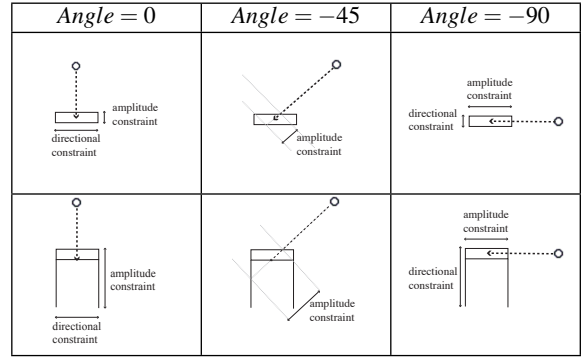 Angle = 0
Angle = −45
Angle = −90
amplitude
constraint
directional
constraint
amplitude
constraint
amplitude
constraint
directional
constraint
amplitude
constraint
directional
constraint
amplitude
constraint
amplitude
constraint
directional
constraint